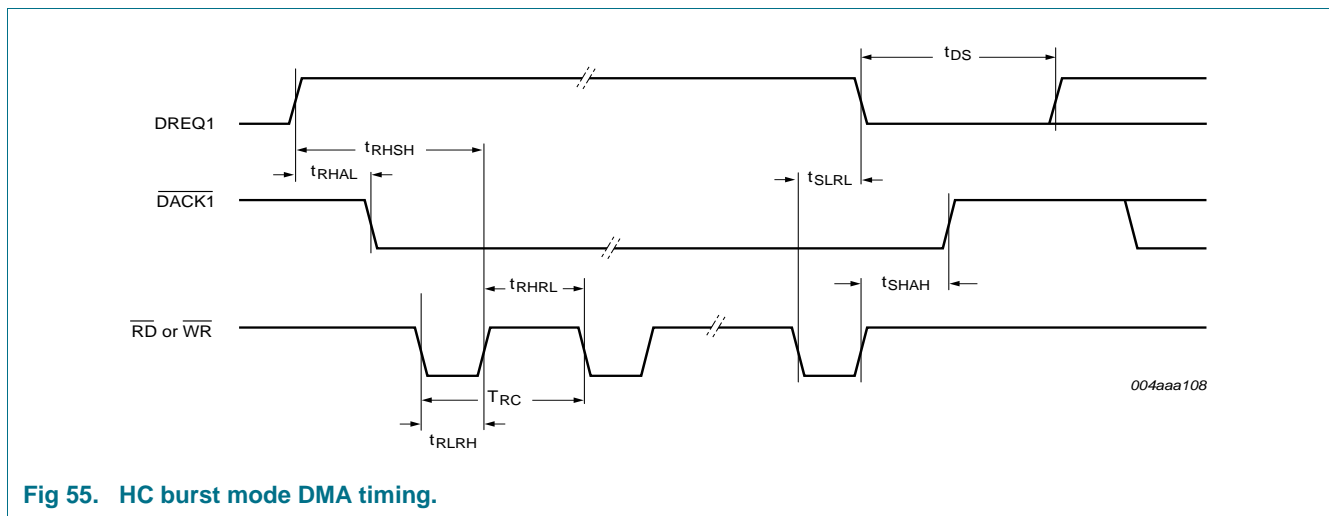 tDS
DREQ1
tRHSH
tRHAL
tSLRL
DACK1
tRHRL
tSHAH
RD or WR
004aaa108
TRC
tRLRH
Fig 55. HC burst mode DMA timing.